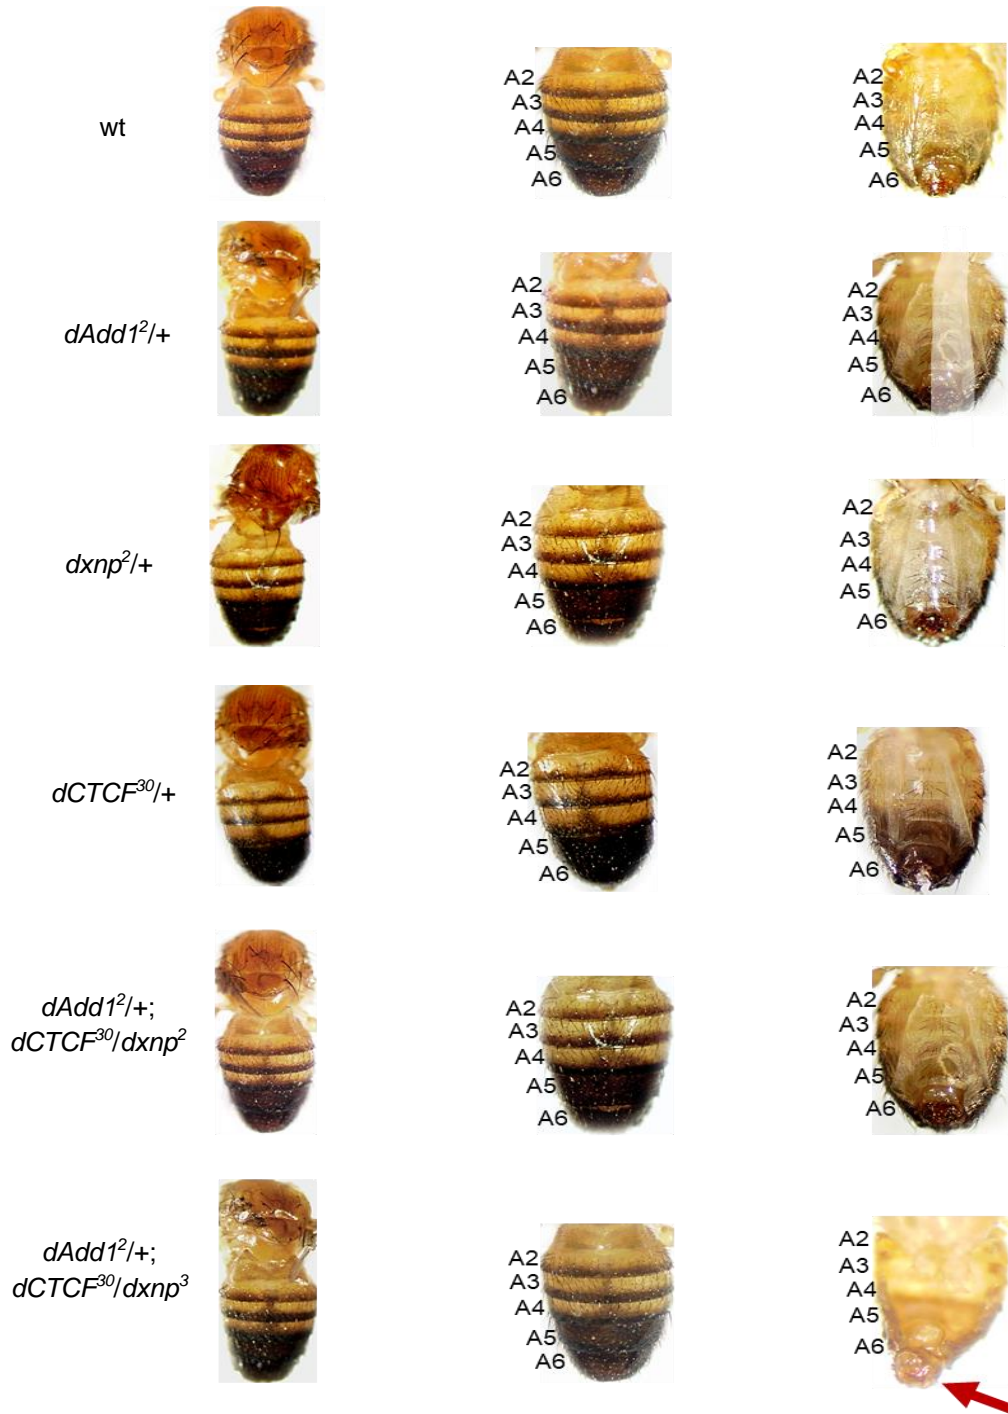 wt
A2
A3
A4
A5
A6
A2
A3
A4
A5
A6
dAdd1²/+
A2
A3
A4
A5
A6
A2
A3
A4
A5
A6
dxnp²/+
A2
A3
A4
A5
A6
A2
A3
A4
A5
A6
dCTCF³⁰/+
A2
A3
A4
A5
A6
A2
A3
A4
A5
A6
dAdd1²/+;
dCTCF³⁰/dxnp²
A2
A3
A4
A5
A6
A2
A3
A4
A5
A6
dAdd1²/+;
dCTCF³⁰/dxnp³
A2
A3
A4
A5
A6
A2
A3
A4
A5
A6